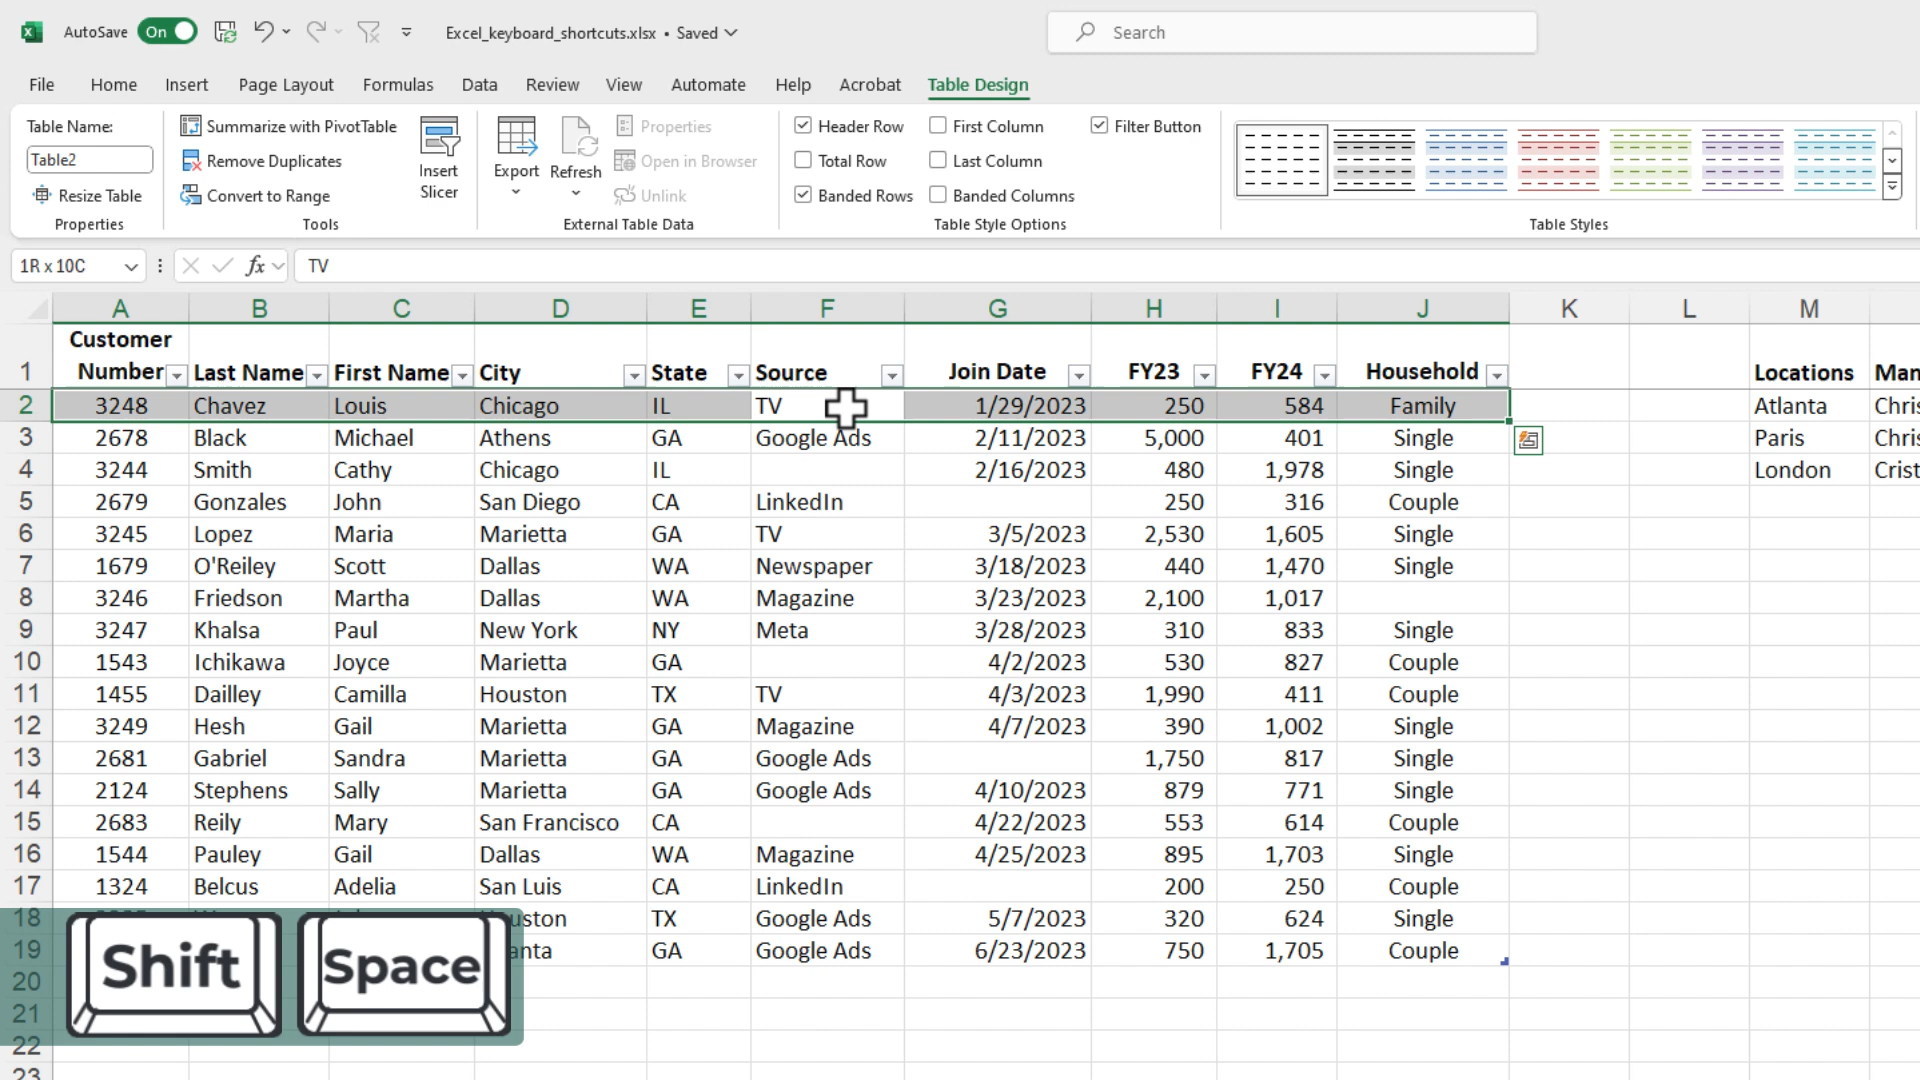 AutoSave On Excel_keyboard_shortcuts.xlsx • Saved Search
File Home Insert Page Layout Formulas Data Review View Automate Help Acrobat Table Design
Table Name: Summarize with PivotTable Properties Header Row First Column Filter Button
Table2 Remove Duplicates Insert Slicer Export Refresh Open in Browser Total Row Last Column
Resize Table Convert to Range Unlink Banded Rows Banded Columns
Properties Tools External Table Data Table Style Options Table Styles
1R x 10C fx TV
A B C D E F G H I J K L M
1 Customer Number Last Name First Name City State Source Join Date FY23 FY24 Household Locations Man
2 3248 Chavez Louis Chicago IL TV 1/29/2023 250 584 Family Atlanta Chris
3 2678 Black Michael Athens GA Google Ads 2/11/2023 5,000 401 Single Paris Chris
4 3244 Smith Cathy Chicago IL 2/16/2023 480 1,978 Single London Crist
5 2679 Gonzales John San Diego CA LinkedIn 250 316 Couple
6 3245 Lopez Maria Marietta GA TV 3/5/2023 2,530 1,605 Single
7 1679 O'Reiley Scott Dallas WA Newspaper 3/18/2023 440 1,470 Single
8 3246 Friedson Martha Dallas WA Magazine 3/23/2023 2,100 1,017
9 3247 Khalsa Paul New York NY Meta 3/28/2023 310 833 Single
10 1543 Ichikawa Joyce Marietta GA 4/2/2023 530 827 Couple
11 1455 Dailley Camilla Houston TX TV 4/3/2023 1,990 411 Couple
12 3249 Hesh Gail Marietta GA Magazine 4/7/2023 390 1,002 Single
13 2681 Gabriel Sandra Marietta GA Google Ads 1,750 817 Single
14 2124 Stephens Sally Marietta GA Google Ads 4/10/2023 879 771 Single
15 2683 Reily Mary San Francisco CA 4/22/2023 553 614 Couple
16 1544 Pauley Gail Dallas WA Magazine 4/25/2023 895 1,703 Single
17 1324 Belcus Adelia San Luis CA LinkedIn 200 250 Couple
18 uston TX Google Ads 5/7/2023 320 624 Single
19 anta GA Google Ads 6/23/2023 750 1,705 Couple
20
21
22
23
Shift Space